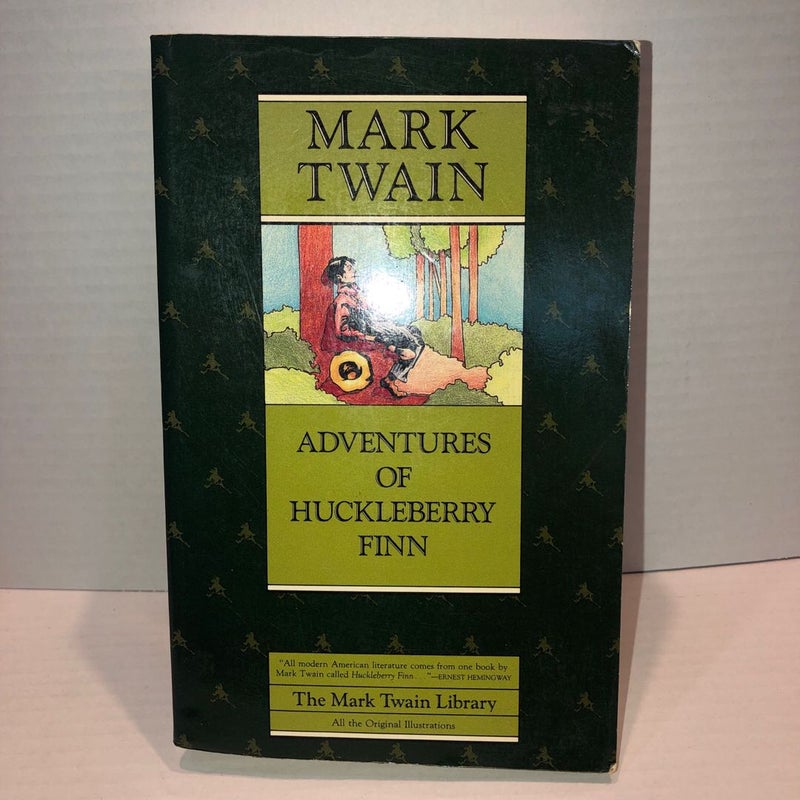 MARK
TWAIN
ADVENTURES
OF
HUCKLEBERRY
FINN
"All modern American literature comes from one book by
Mark Twain called Huckleberry Finn . . ."—ERNEST HEMINGWAY
The Mark Twain Library
All the Original Illustrations